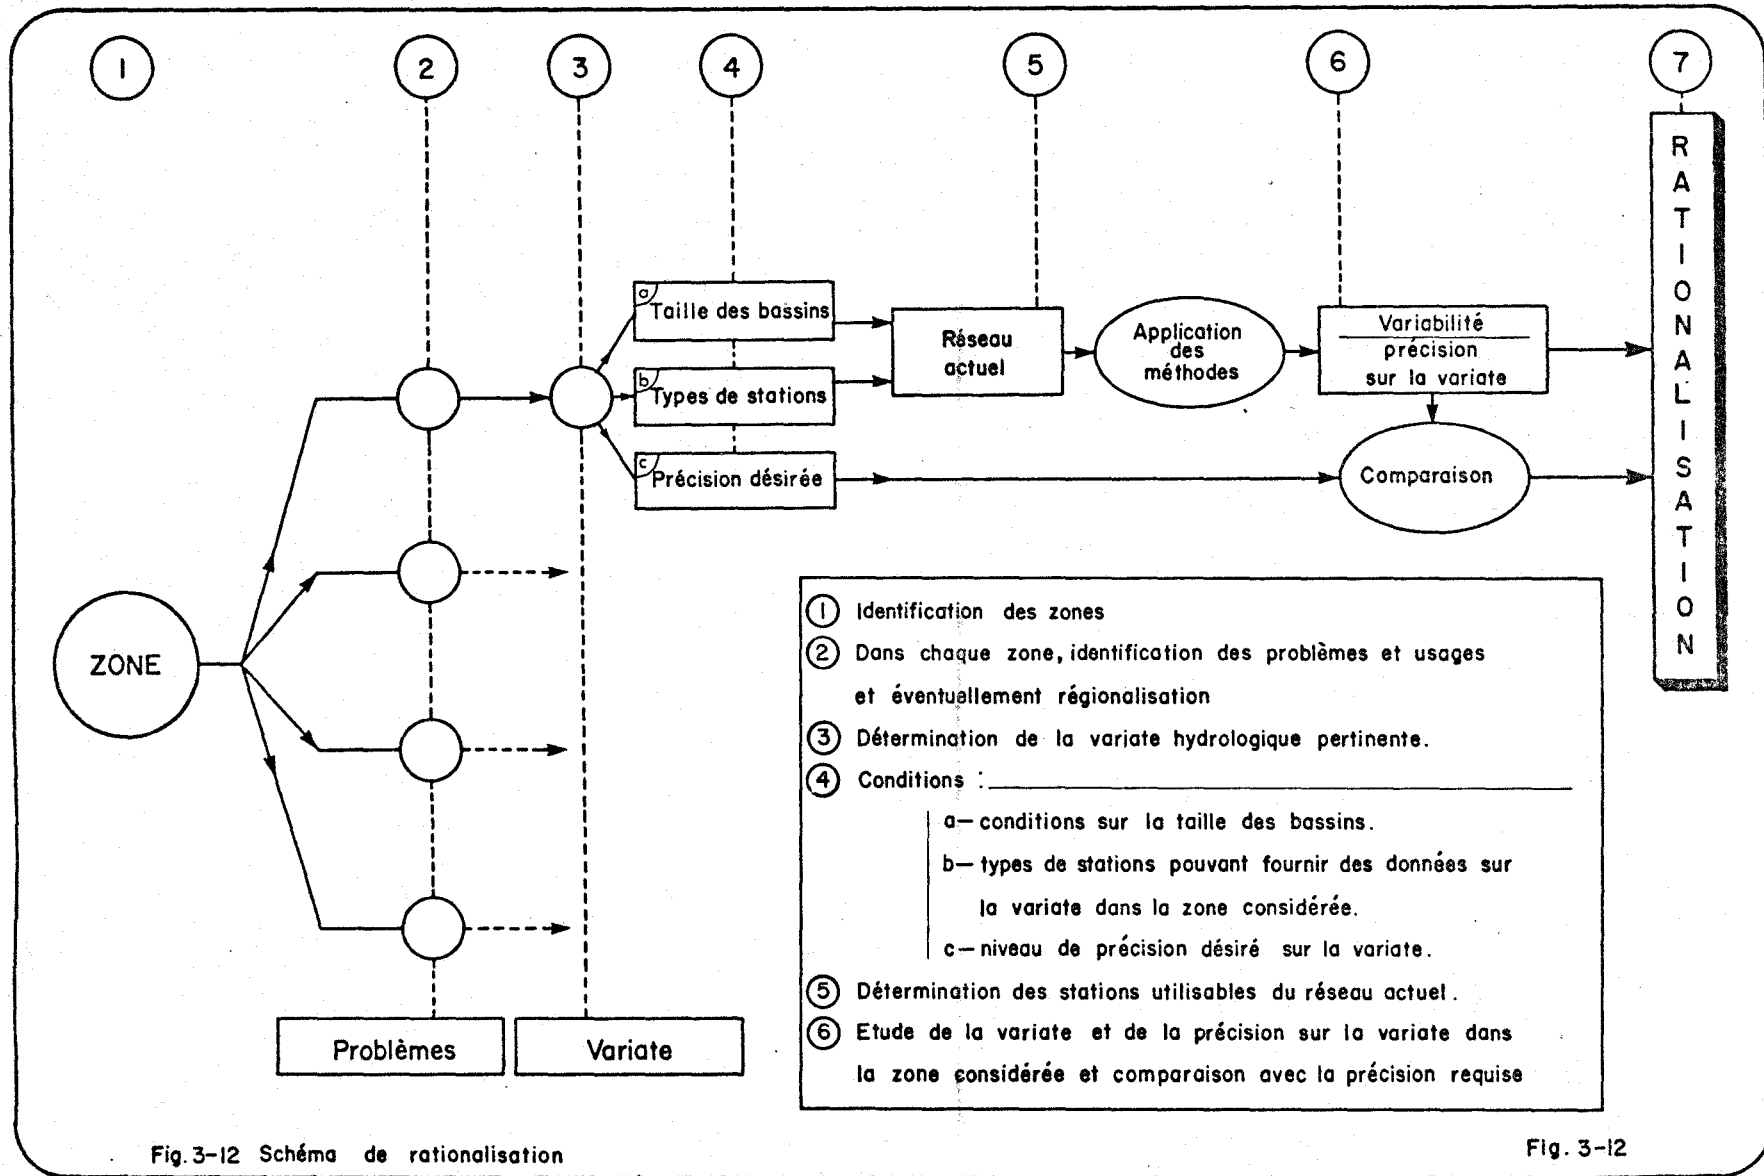 1 2 3 4 5 6 7
RATIONALISATION
a
Taille des bassins
b
Types de stations
c
Précision désirée
Réseau
actuel
Application
des
méthodes
Variabilité
précision
sur la variate
Comparaison
ZONE
Problèmes
Variate
1 Identification des zones
2 Dans chaque zone, identification des problèmes et usages
et éventuellement régionalisation
3 Détermination de la variate hydrologique pertinente.
4 Conditions :
a— conditions sur la taille des bassins.
b— types de stations pouvant fournir des données sur
la variate dans la zone considérée.
c— niveau de précision désiré sur la variate.
5 Détermination des stations utilisables du réseau actuel.
6 Etude de la variate et de la précision sur la variate dans
la zone considérée et comparaison avec la précision requise
Fig. 3-12 Schéma de rationalisation
Fig. 3-12